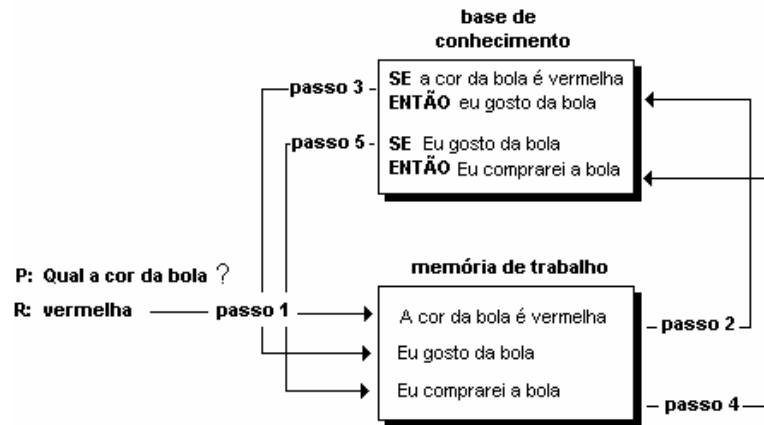 base de
conhecimento
SE a cor da bola é vermelha
ENTÃO eu gosto da bola
SE Eu gosto da bola
ENTÃO Eu comprarei a bola
passo 3
passo 5
P: Qual a cor da bola ?
R: vermelha
passo 1
memória de trabalho
A cor da bola é vermelha
Eu gosto da bola
Eu comprarei a bola
passo 2
passo 4